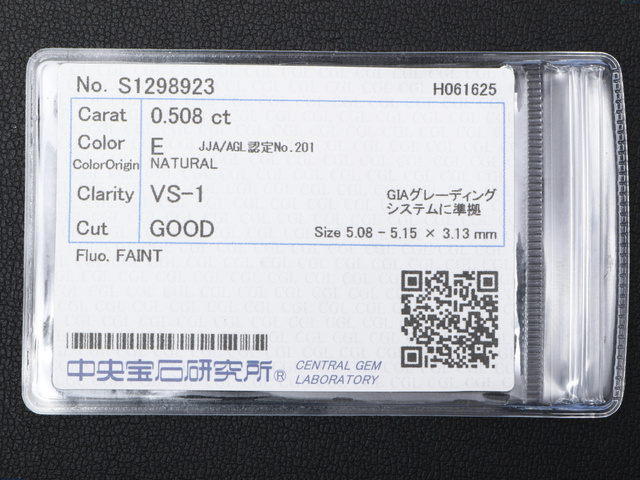 No. S1298923 H061625
Carat 0.508 ct
Color E JJA/AGL認定No.201
ColorOrigin NATURAL
Clarity VS-1 GIAグレーディング
システムに準拠
Cut GOOD Size 5.08 - 5.15 × 3.13 mm
Fluo. FAINT
中央宝石研究所® CENTRAL GEM
LABORATORY